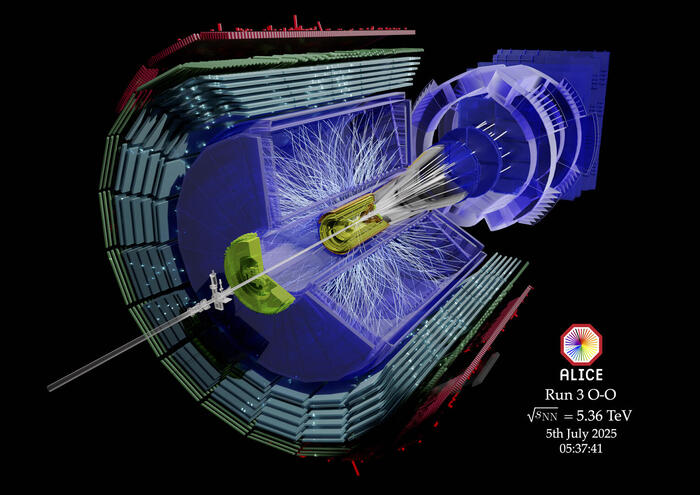 ALICE
Run 3 O-O
√sNN = 5.36 TeV
5th July 2025
05:37:41